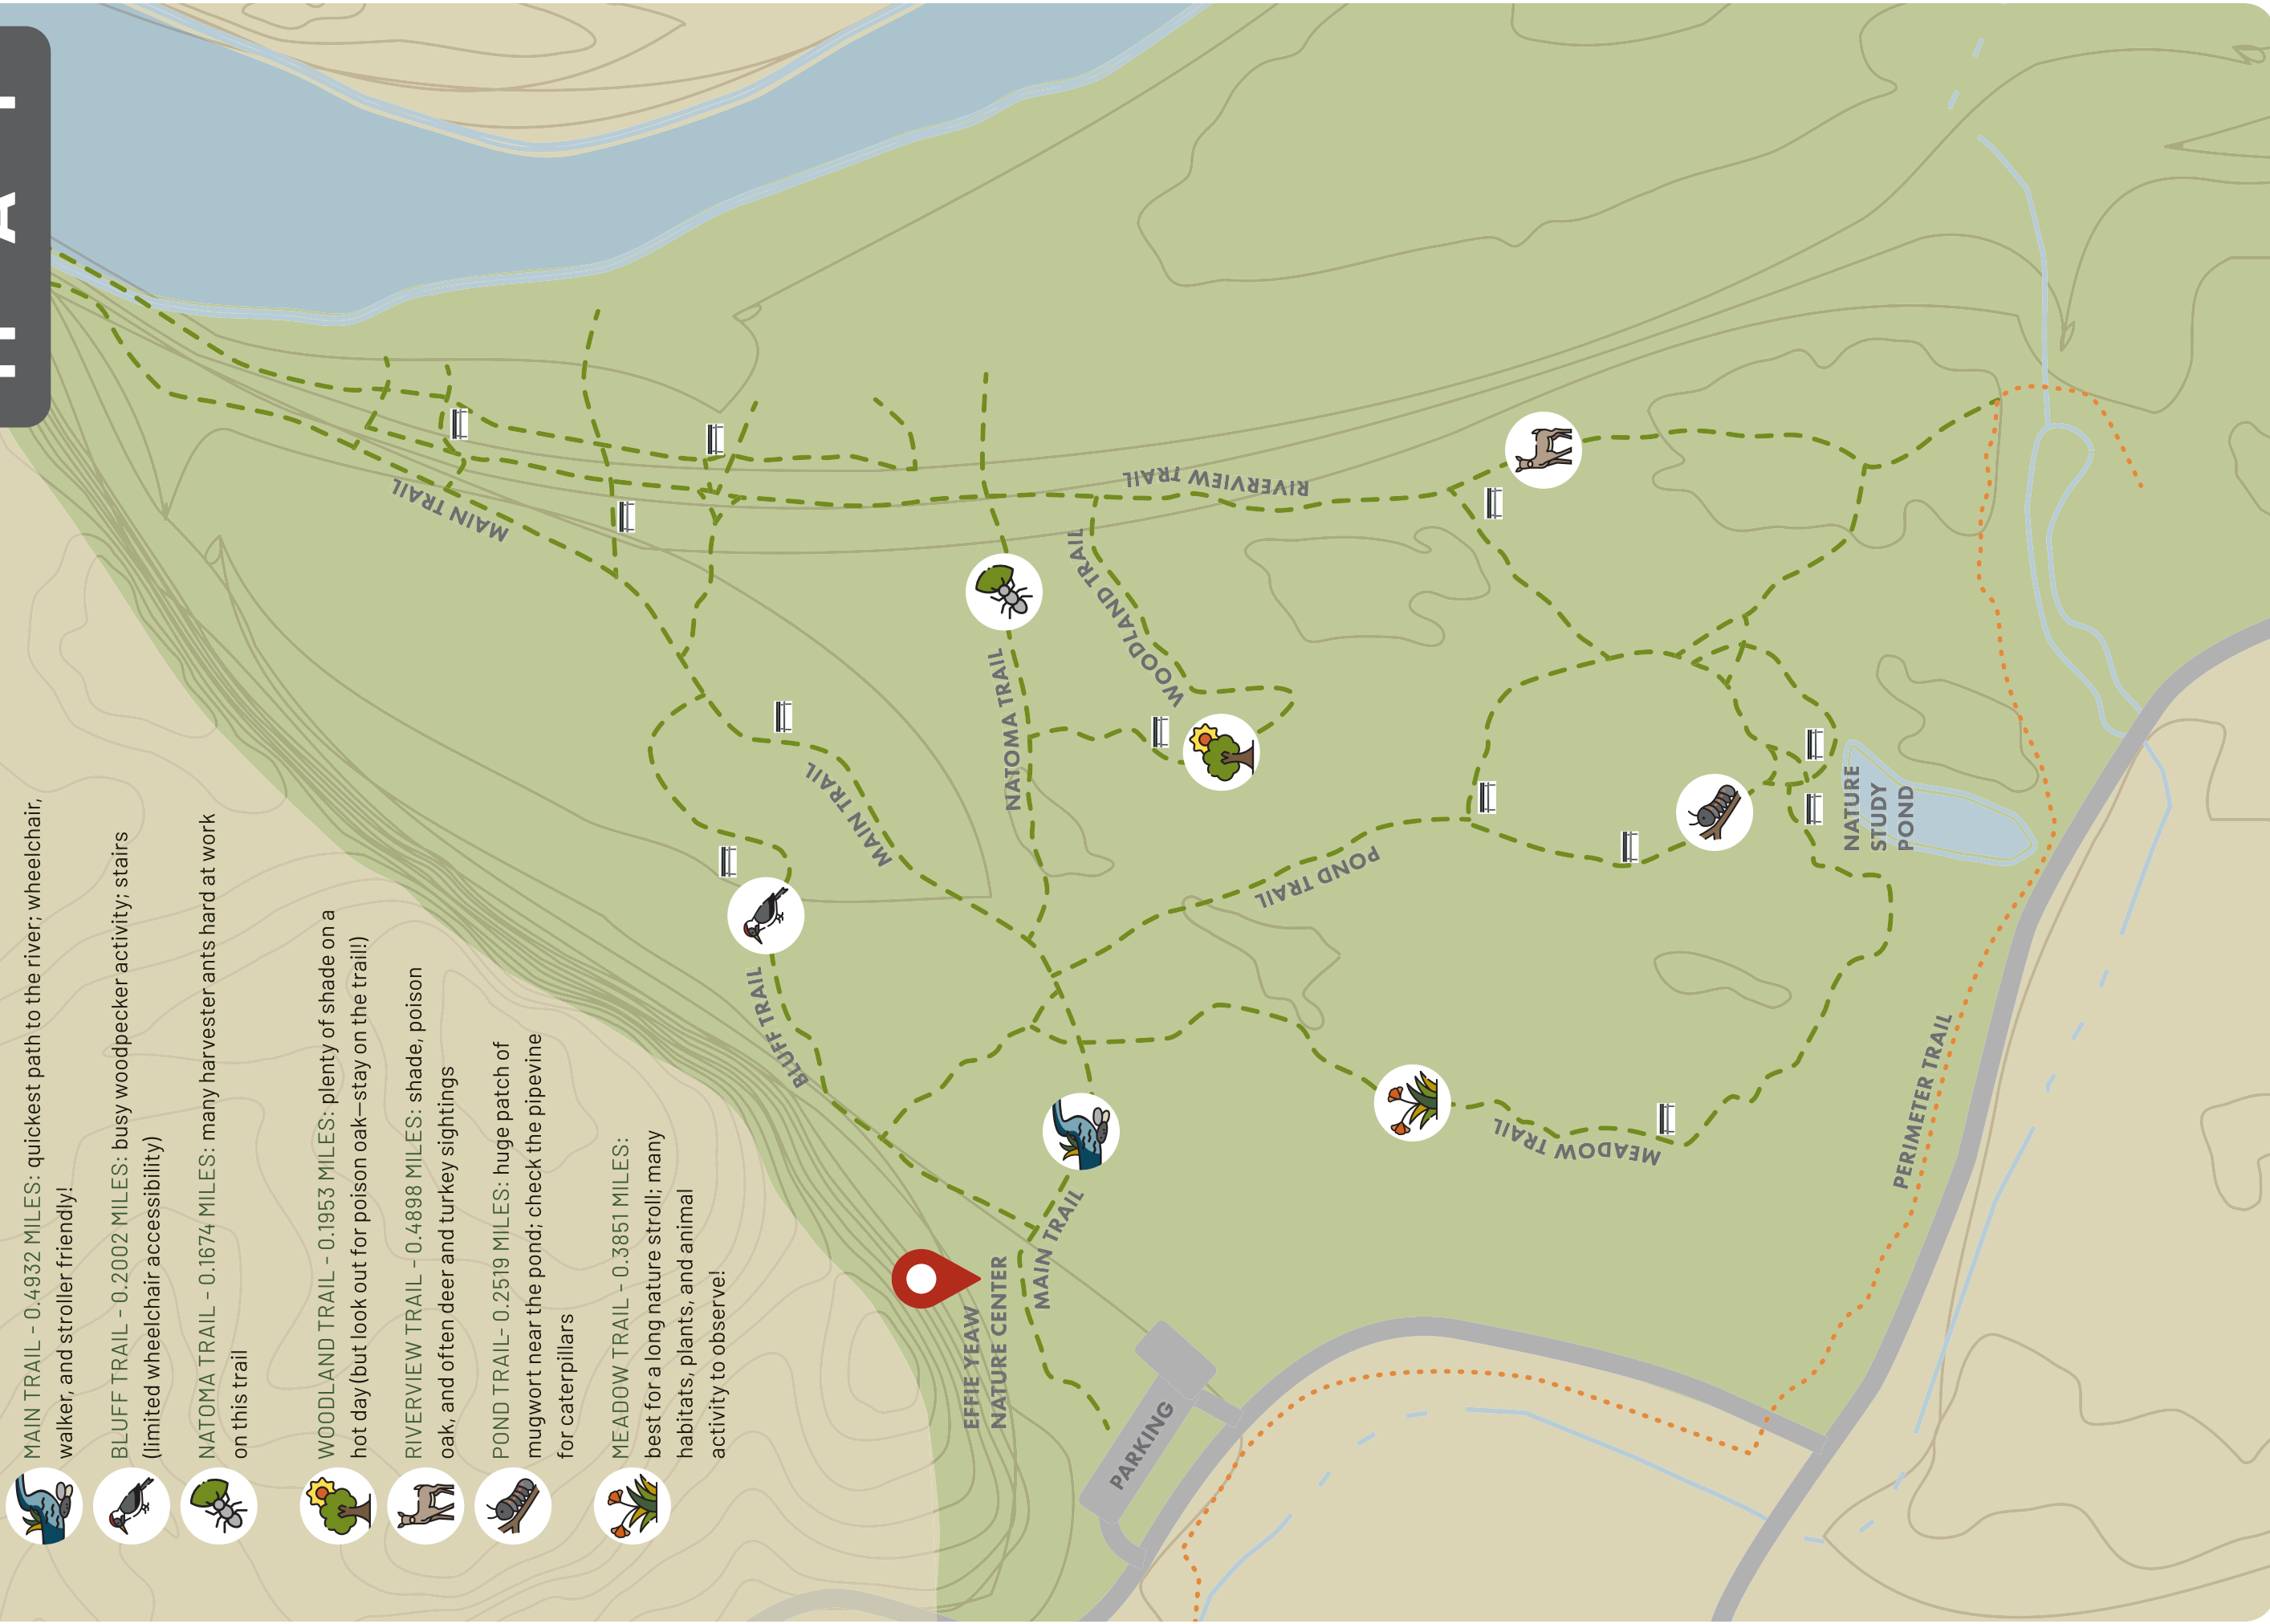 MAIN TRAIL - 0.4932 MILES: quickest path to the river; wheelchair,
walker, and stroller friendly!
BLUFF TRAIL - 0.2002 MILES: busy woodpecker activity; stairs
(limited wheelchair accessibility)
NATOMA TRAIL - 0.1674 MILES: many harvester ants hard at work
on this trail
WOODLAND TRAIL - 0.1953 MILES: plenty of shade on a
hot day (but look out for poison oak—stay on the trail!)
RIVERVIEW TRAIL - 0.4898 MILES: shade, poison
oak, and often deer and turkey sightings
POND TRAIL- 0.2519 MILES: huge patch of
mugwort near the pond; check the pipevine
for caterpillars
MEADOW TRAIL - 0.3851 MILES:
best for a long nature stroll; many
habitats, plants, and animal
activity to observe!
MAIN TRAIL
MAIN TRAIL
BLUFF TRAIL
NATOMA TRAIL
WOODLAND TRAIL
RIVERVIEW TRAIL
POND TRAIL
NATURE
STUDY
POND
MEADOW TRAIL
PERIMETER TRAIL
MAIN TRAIL
EFFIE YEAW
NATURE CENTER
PARKING